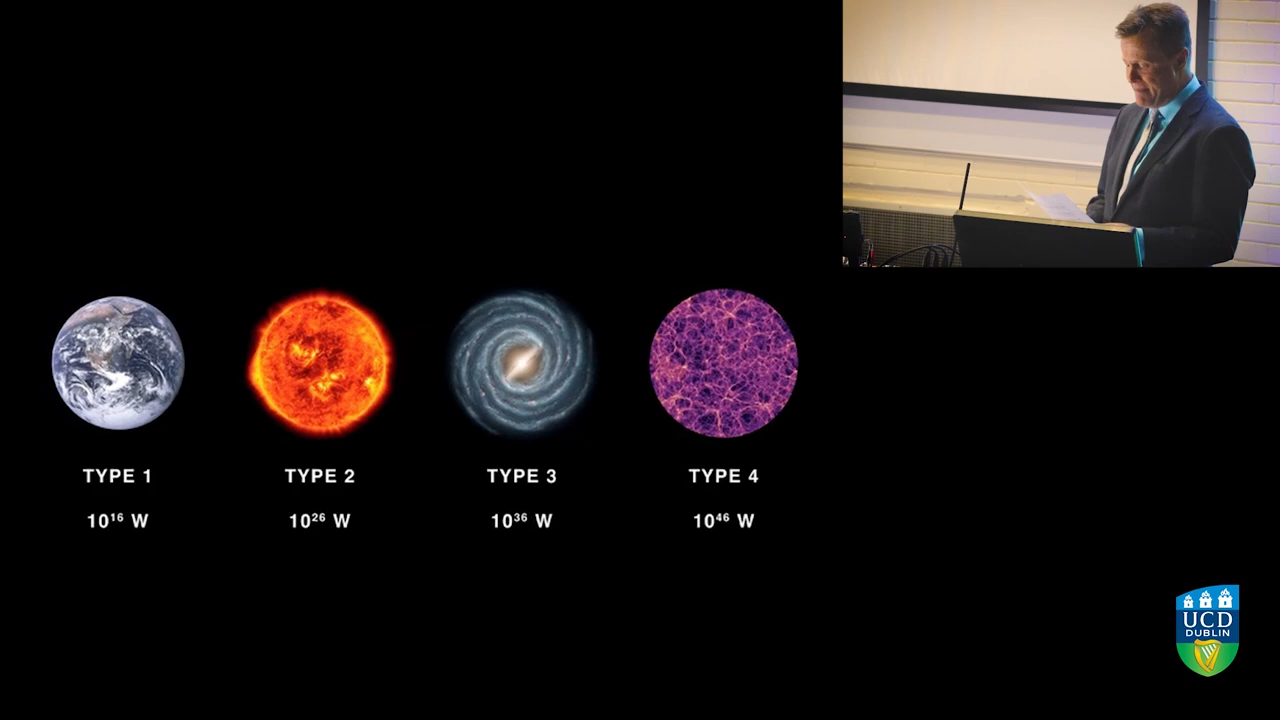 TYPE 1
TYPE 2
TYPE 3
TYPE 4
10¹⁶ W
10²⁶ W
10³⁶ W
10⁴⁶ W
UCD
DUBLIN